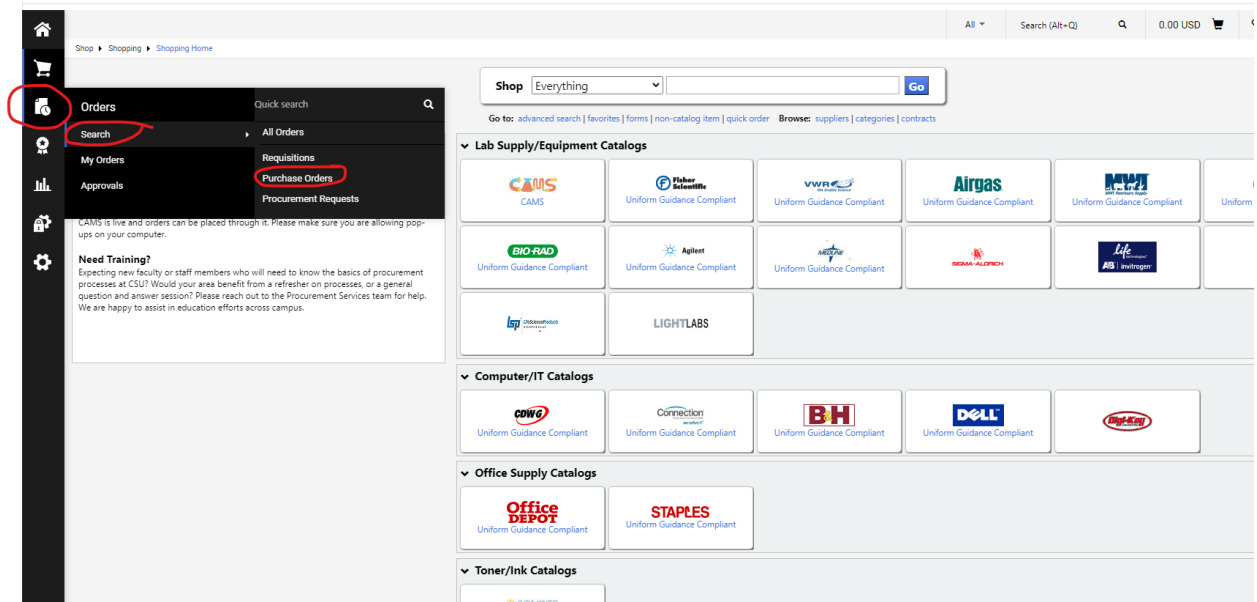 All
Search (Alt+Q)
0.00 USD
Shop Shopping Shopping Home
Shop Everything Go
Go to: advanced search | favorites | forms | non-catalog item | quick order Browse: suppliers | categories | contracts
Orders
Quick search
Search
All Orders
My Orders
Requisitions
Approvals
Purchase Orders
Procurement Requests
CAMS is live and orders can be placed through it. Please make sure you are allowing pop-
ups on your computer.
Need Training?
Expecting new faculty or staff members who will need to know the basics of procurement
processes at CSU? Would your area benefit from a refresher on processes, or a general
question and answer session? Please reach out to the Procurement Services team for help.
We are happy to assist in education efforts across campus.
Lab Supply/Equipment Catalogs
CAMS
CAMS
Fisher
Scientific
Uniform Guidance Compliant
VWR
Uniform Guidance Compliant
Airgas
Uniform Guidance Compliant
MWI
Uniform Guidance Compliant
Uniform
BIO-RAD
Uniform Guidance Compliant
Agilent
Uniform Guidance Compliant
MEDLINE
Uniform Guidance Compliant
SIGMA-ALDRICH
life
AB invitrogen
lsp LifeScienceProducts
LIGHTLABS
Computer/IT Catalogs
CDWG
Uniform Guidance Compliant
Connection
Uniform Guidance Compliant
B&H
Uniform Guidance Compliant
DELL
Uniform Guidance Compliant
Digi-Key
Office Supply Catalogs
Office
DEPOT
Uniform Guidance Compliant
STAPLES
Uniform Guidance Compliant
Toner/Ink Catalogs